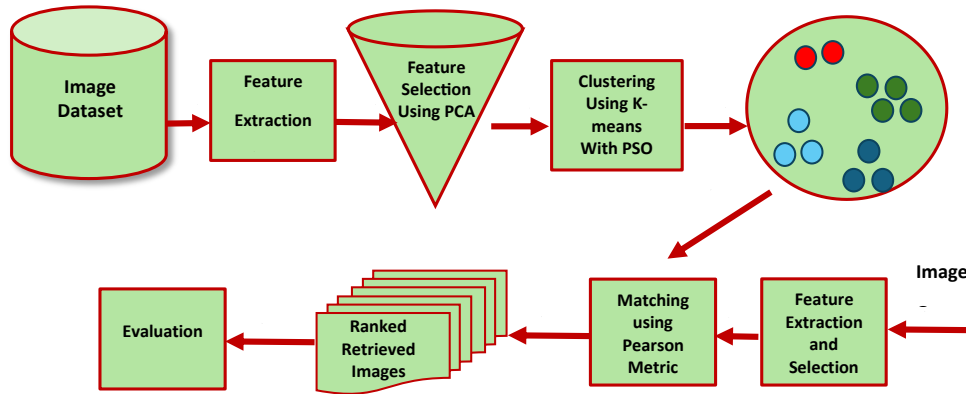 Image
Dataset
Feature
Extraction
Feature
Selection
Using PCA
Clustering
Using K-
means
With PSO
Image
Matching
using
Pearson
Metric
Feature
Extraction
and
Selection
Ranked
Retrieved
Images
Evaluation